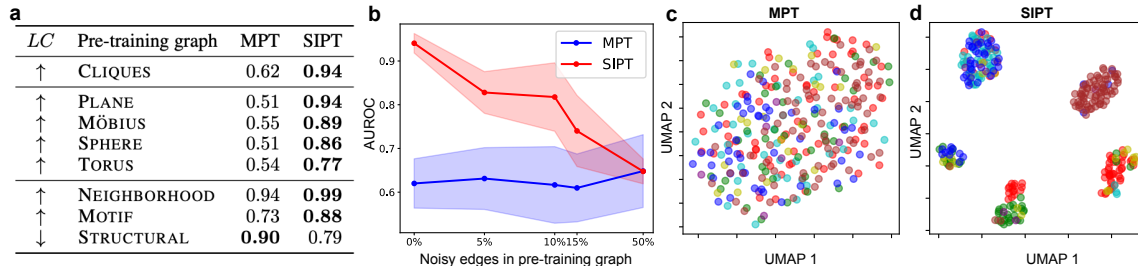 a
LC Pre-training graph MPT SIPT
↑ CLIQUES 0.62 0.94
↑ PLANE 0.51 0.94
↑ MÖBIUS 0.55 0.89
↑ SPHERE 0.51 0.86
↑ TORUS 0.54 0.77
↑ NEIGHBORHOOD 0.94 0.99
↑ MOTIF 0.73 0.88
↓ STRUCTURAL 0.90 0.79
b
MPT
SIPT
AUROC
0.9
0.8
0.7
0.6
0% 5% 10% 15% 50%
Noisy edges in pre-training graph
c
MPT
UMAP 2
UMAP 1
d
SIPT
UMAP 2
UMAP 1